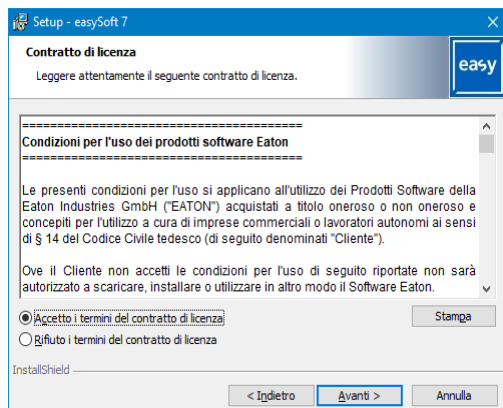 Setup - easySoft 7
Contratto di licenza
Leggere attentamente il seguente contratto di licenza.
easy
========================================
Condizioni per l'uso dei prodotti software Eaton
========================================
Le presenti condizioni per l'uso si applicano all'utilizzo dei Prodotti Software della
Eaton Industries GmbH ("EATON") acquistati a titolo oneroso o non oneroso e
concepiti per l'utilizzo a cura di imprese commerciali o lavoratori autonomi ai sensi
di § 14 del Codice Civile tedesco (di seguito denominati "Cliente").
Ove il Cliente non accetti le condizioni per l'uso di seguito riportate non sarà
autorizzato a scaricare, installare o utilizzare in altro modo il Software Eaton.
Accetto i termini del contratto di licenza
Stampa
Rifiuto i termini del contratto di licenza
InstallShield
< Indietro
Avanti >
Annulla